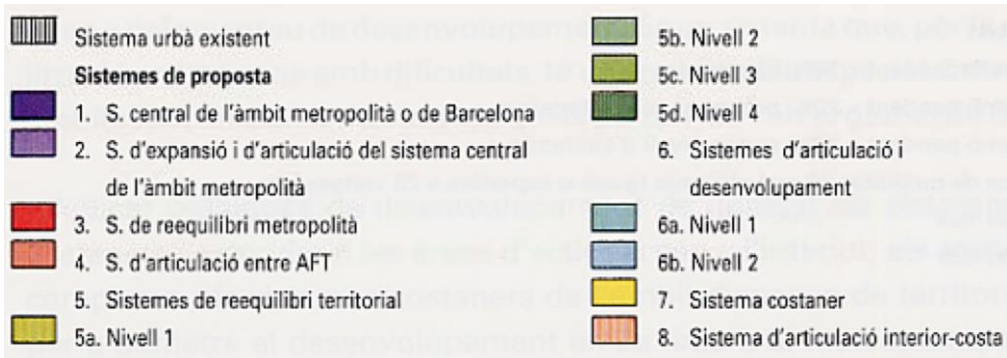 Sistema urbà existent
Sistemes de proposta
1. S. central de l'àmbit metropolità o de Barcelona
2. S. d'expansió i d'articulació del sistema central
de l'àmbit metropolità
3. S. de reequilibri metropolità
4. S. d'articulació entre AFT
5. Sistemes de reequilibri territorial
5a. Nivell 1
5b. Nivell 2
5c. Nivell 3
5d. Nivell 4
6. Sistemes d'articulació i
desenvolupament
6a. Nivell 1
6b. Nivell 2
7. Sistema costaner
8. Sistema d'articulació interior-costa